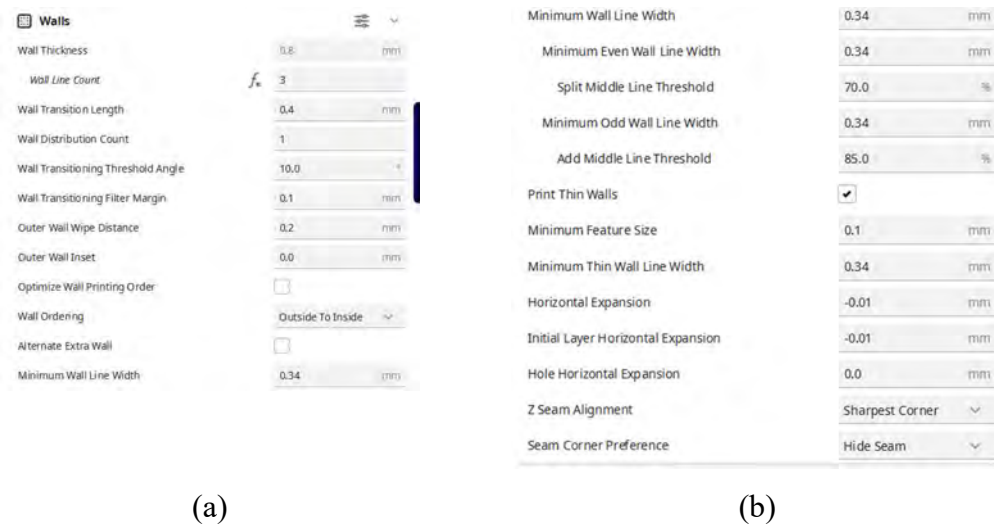 Walls
Wall Thickness 0.8 mm
Wall Line Count fx 3
Wall Transition Length 0.4 mm
Wall Distribution Count 1
Wall Transitioning Threshold Angle 10.0 °
Wall Transitioning Filter Margin 0.1 mm
Outer Wall Wipe Distance 0.2 mm
Outer Wall Inset 0.0 mm
Optimize Wall Printing Order
Wall Ordering Outside To Inside
Alternate Extra Wall
Minimum Wall Line Width 0.34 mm
(a)
Minimum Wall Line Width 0.34 mm
Minimum Even Wall Line Width 0.34 mm
Split Middle Line Threshold 70.0 %
Minimum Odd Wall Line Width 0.34 mm
Add Middle Line Threshold 85.0 %
Print Thin Walls
Minimum Feature Size 0.1 mm
Minimum Thin Wall Line Width 0.34 mm
Horizontal Expansion -0.01 mm
Initial Layer Horizontal Expansion -0.01 mm
Hole Horizontal Expansion 0.0 mm
Z Seam Alignment Sharpest Corner
Seam Corner Preference Hide Seam
(b)